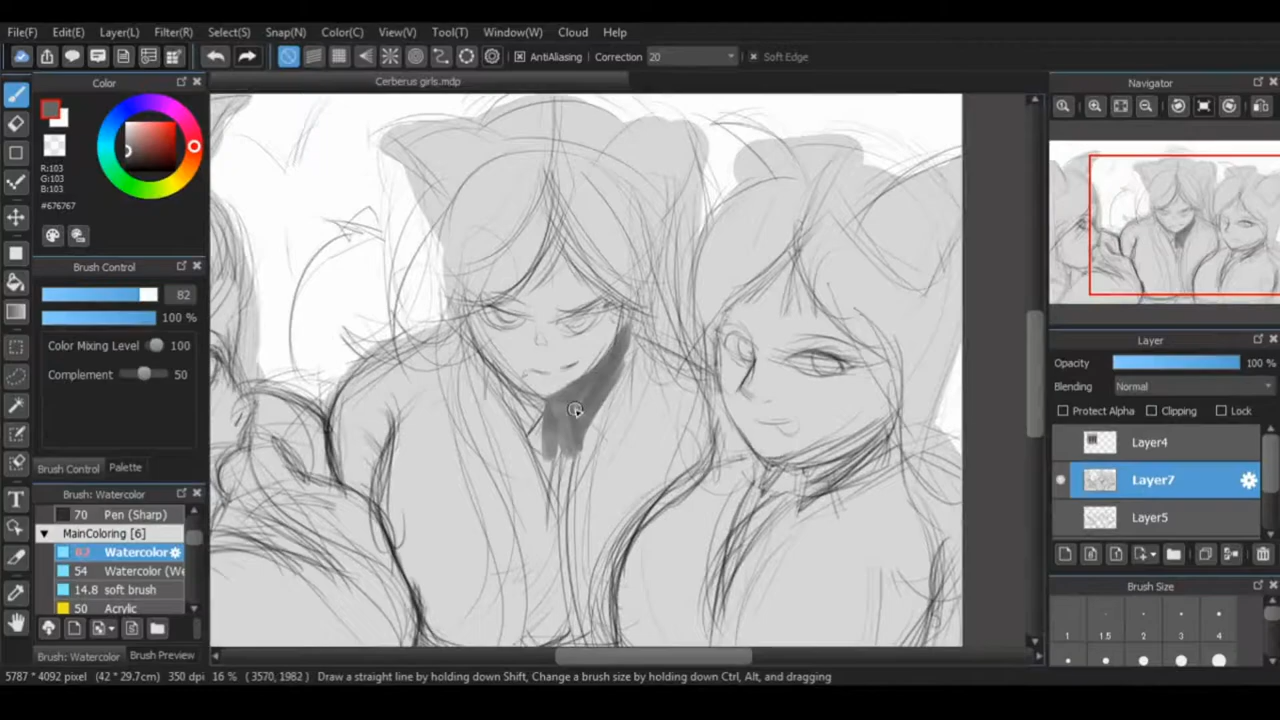 File(F) Edit(E) Layer(L) Filter(R) Select(S) Snap(N) Color(C) View(V) Tool(T) Window(W) Cloud Help
AntiAliasing Correction 20 Soft Edge
Color
R:103
G:103
B:103
#676767
Brush Control
82
100 %
Color Mixing Level 100
Complement 50
Brush Control Palette
Brush: Watercolor
70 Pen (Sharp)
MainColoring [6]
82 Watercolor
54 Watercolor (We
14.8 soft brush
50 Acrylic
Brush: Watercolor Brush Preview
Cerberus girls.mdp
Navigator
Layer
Opacity 100 %
Blending Normal
Protect Alpha Clipping Lock
Layer4
Layer7
Layer5
Brush Size
1 1.5 2 3 4
5787 * 4092 pixel (42 * 29.7cm) 350 dpi 16 % (3570, 1982) Draw a straight line by holding down Shift, Change a brush size by holding down Ctrl, Alt, and dragging